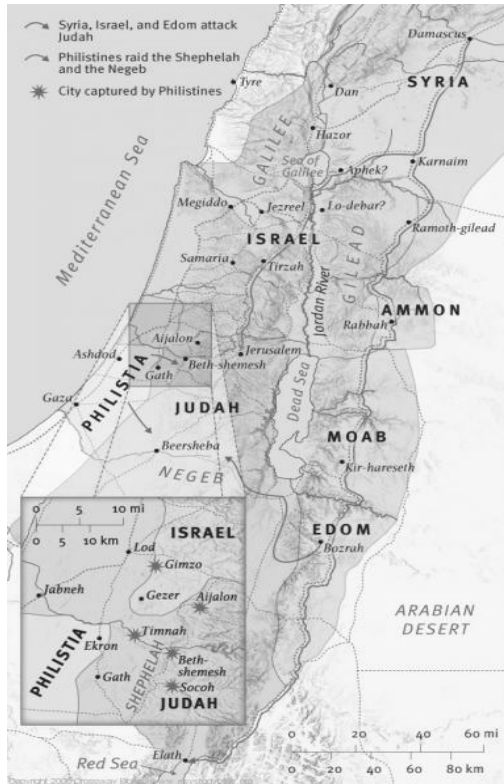 Syria, Israel, and Edom attack
Judah
Philistines raid the Shephelah
and the Negeb
City captured by Philistines
Damascus
SYRIA
Tyre
Dan
Hazor
GALILEE
Sea of
Galilee
Aphek?
Karnaim
Mediterranean Sea
Megiddo
Jezreel
Lo-debar?
Ramoth-gilead
ISRAEL
GILEAD
Samaria
Tirzah
Jordan River
AMMON
Rabbah
Aijalon
Jerusalem
Ashdod
Beth-shemesh
Gath
PHILISTIA
Gaza
JUDAH
Dead Sea
MOAB
Beersheba
NEGEB
Kir-hareseth
EDOM
Bozrah
0 5 10 mi
0 5 10 km
ISRAEL
Lod
Gimzo
Jabneh
Gezer
Aijalon
Timnah
Ekron
PHILISTIA
SHEPHELAH
Beth-
shemesh
Gath
Socoh
JUDAH
ARABIAN
DESERT
Red Sea
Elath
0 20 40 60 mi
0 20 40 60 80 km